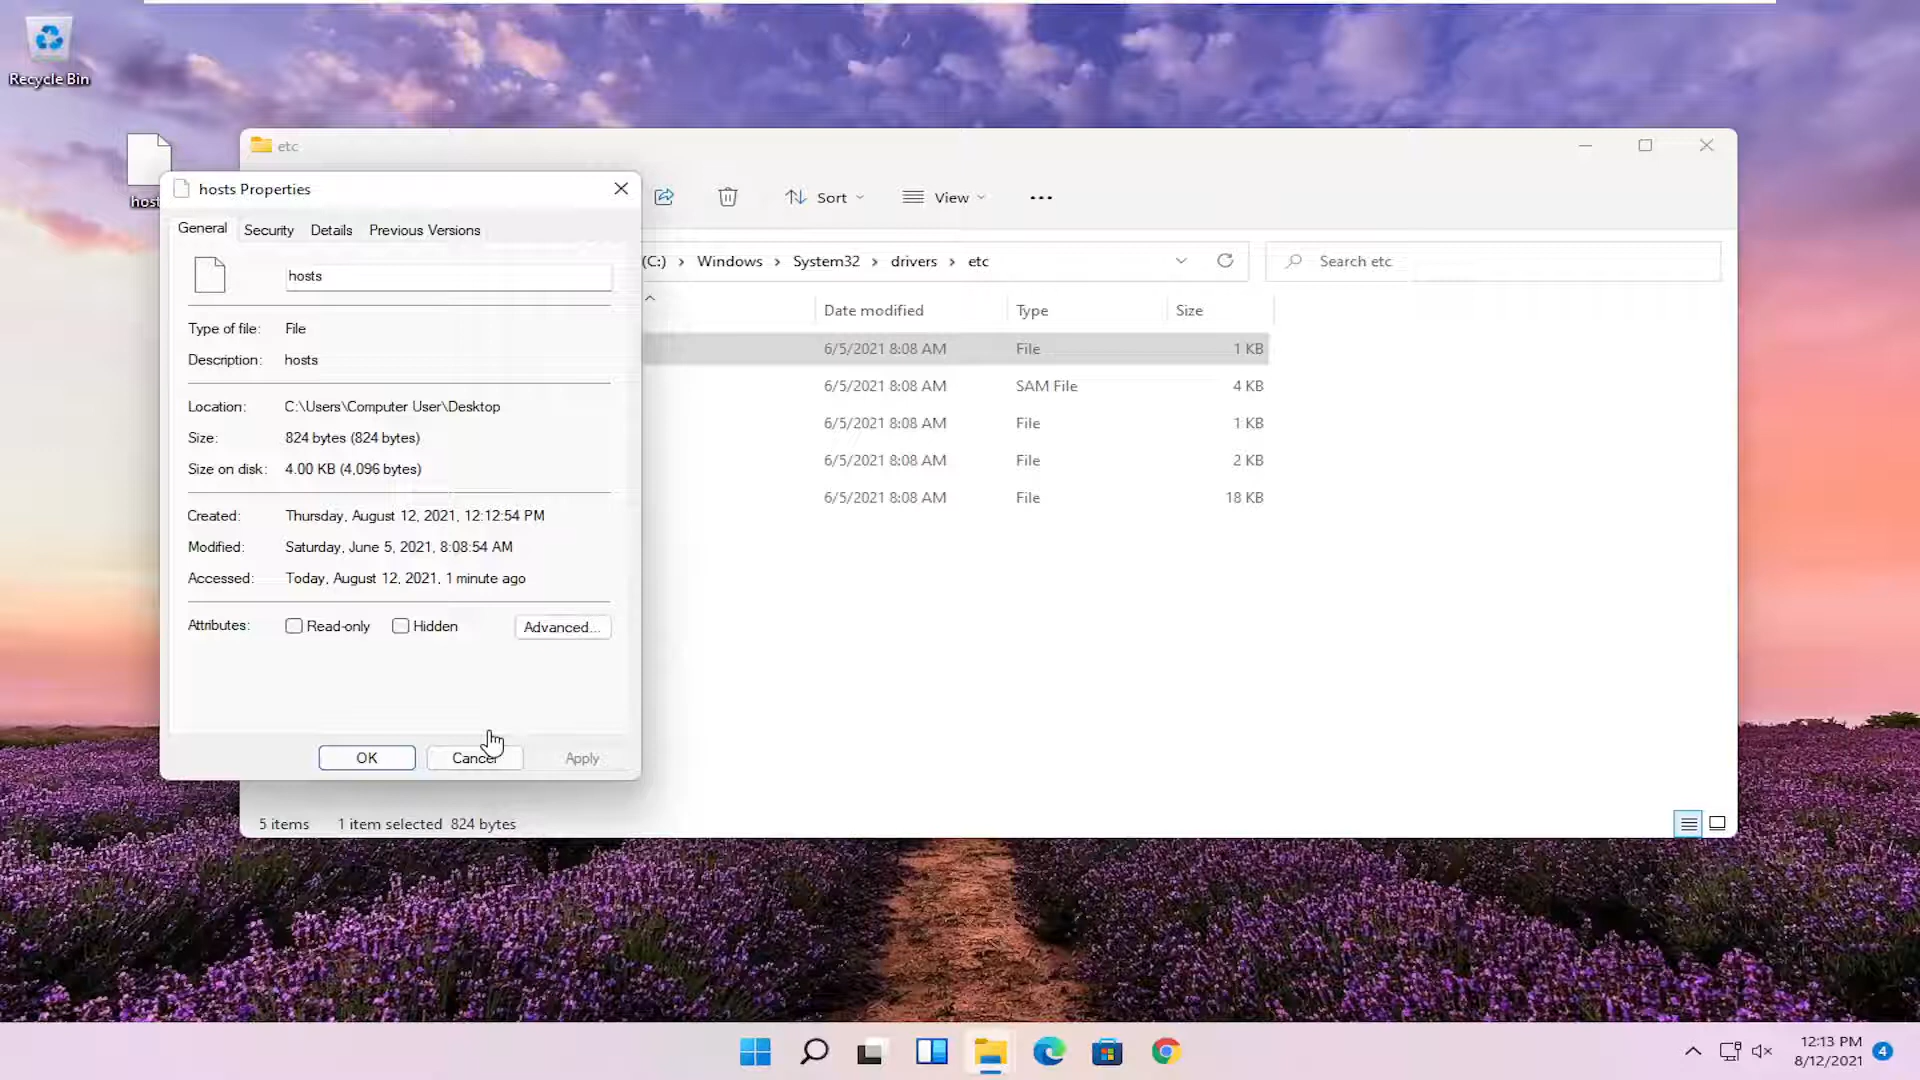 Recycle Bin
etc
hosts Properties
Sort
View
General
Security
Details
Previous Versions
(C:)
Windows
System32
drivers
etc
Search etc
hosts
Date modified
Type
Size
Type of file:
File
6/5/2021 8:08 AM
File
1 KB
Description:
hosts
6/5/2021 8:08 AM
SAM File
4 KB
Location:
C:\Users\Computer User\Desktop
6/5/2021 8:08 AM
File
1 KB
Size:
824 bytes (824 bytes)
6/5/2021 8:08 AM
File
2 KB
Size on disk:
4.00 KB (4,096 bytes)
6/5/2021 8:08 AM
File
18 KB
Created:
Thursday, August 12, 2021, 12:12:54 PM
Modified:
Saturday, June 5, 2021, 8:08:54 AM
Accessed:
Today, August 12, 2021, 1 minute ago
Attributes:
Read-only
Hidden
Advanced...
OK
Cancel
Apply
5 items
1 item selected 824 bytes
12:13 PM
8/12/2021
4